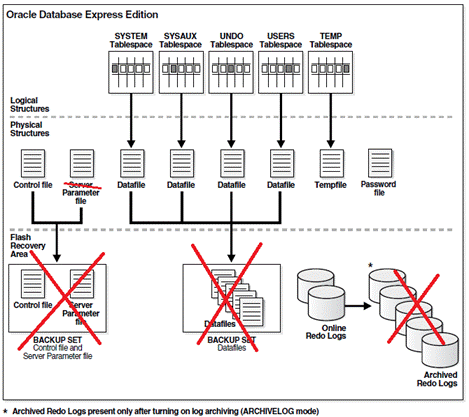 Oracle Database Express Edition
SYSTEM SYSAUX UNDO USERS TEMP
Tablespace Tablespace Tablespace Tablespace Tablespace
Logical
Structures
Physical
Structures
Control file Server Datafile Datafile Datafile Datafile Tempfile Password
Parameter file
file
Flash
Recovery
Area
Control file Server
Parameter
file
Datafiles
BACKUP SET
Control file and
Server Parameter file
BACKUP SET
Datafiles
*
Online
Redo Logs
Archived
Redo Logs
* Archived Redo Logs present only after turning on log archiving (ARCHIVELOG mode)